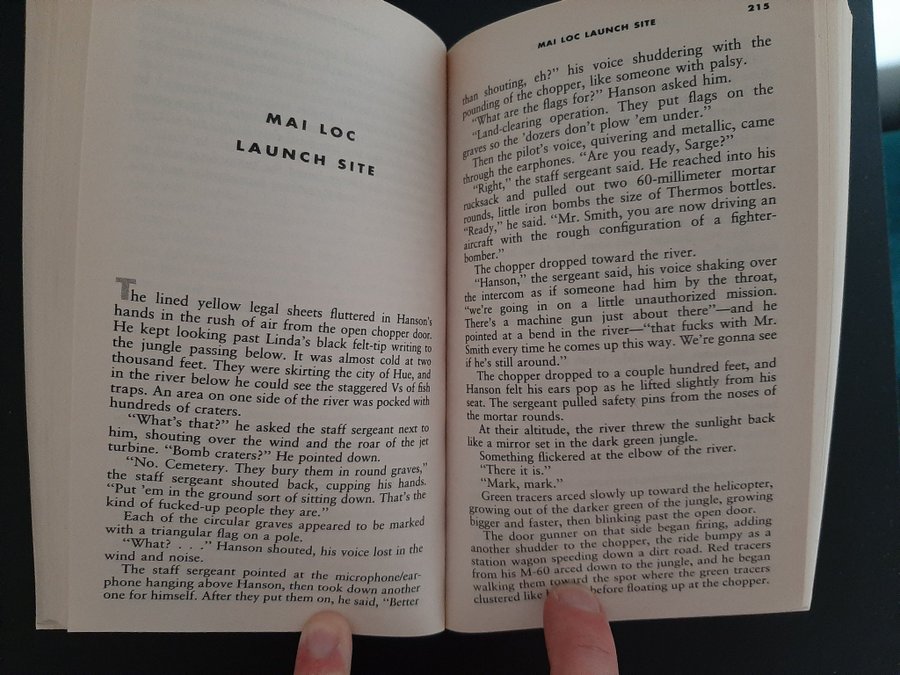 MAI LOC
LAUNCH SITE
The lined yellow legal sheets fluttered in Hanson's
hands in the rush of air from the open chopper door.
He kept looking past Linda's black felt-tip writing to
the jungle passing below. It was almost cold at two
thousand feet. They were skirting the city of Hue, and
in the river below he could see the staggered Vs of fish
traps. An area on one side of the river was pocked with
hundreds of craters.
"What's that?" he asked the staff sergeant next to
him, shouting over the wind and the roar of the jet
turbine. "Bomb craters?" He pointed down.
"No. Cemetery. They bury them in round graves,"
the staff sergeant shouted back, cupping his hands.
"Put 'em in the ground sort of sitting down. That's the
kind of fucked-up people they are."
Each of the circular graves appeared to be marked
with a triangular flag on a pole.
"What? . . ." Hanson shouted, his voice lost in the
wind and noise.
The staff sergeant pointed at the microphone/ear-
phone hanging above Hanson, then took down another
one for himself. After they put them on, he said, "Better
MAI LOC LAUNCH SITE 215
than shouting, eh?" his voice shuddering with the
pounding of the chopper, like someone with palsy.
"What are the flags for?" Hanson asked him.
"Land-clearing operation. They put flags on the
graves so the 'dozers don't plow 'em under."
Then the pilot's voice, quivering and metallic, came
through the earphones. "Are you ready, Sarge?"
"Right," the staff sergeant said. He reached into his
rucksack and pulled out two 60-millimeter mortar
rounds, little iron bombs the size of Thermos bottles.
"Ready," he said. "Mr. Smith, you are now driving an
aircraft with the rough configuration of a fighter-
bomber."
The chopper dropped toward the river.
"Hanson," the sergeant said, his voice shaking over
the intercom as if someone had him by the throat,
"we're going in on a little unauthorized mission.
There's a machine gun just about there"—and he
pointed at a bend in the river—"that fucks with Mr.
Smith every time he comes up this way. We're gonna see
if he's still around."
The chopper dropped to a couple hundred feet, and
Hanson felt his ears pop as he lifted slightly from his
seat. The sergeant pulled safety pins from the noses of
the mortar rounds.
At their altitude, the river threw the sunlight back
like a mirror set in the dark green jungle.
Something flickered at the elbow of the river.
"There it is."
"Mark, mark."
Green tracers arced slowly up toward the helicopter,
growing out of the darker green of the jungle, growing
bigger and faster, then blinking past the open door.
The door gunner on that side began firing, adding
another shudder to the chopper, the ride bumpy as a
station wagon speeding down a dirt road. Red tracers
from his M-60 arced down to the jungle, and he began
walking them toward the spot where the green tracers
clustered like before floating up at the chopper.